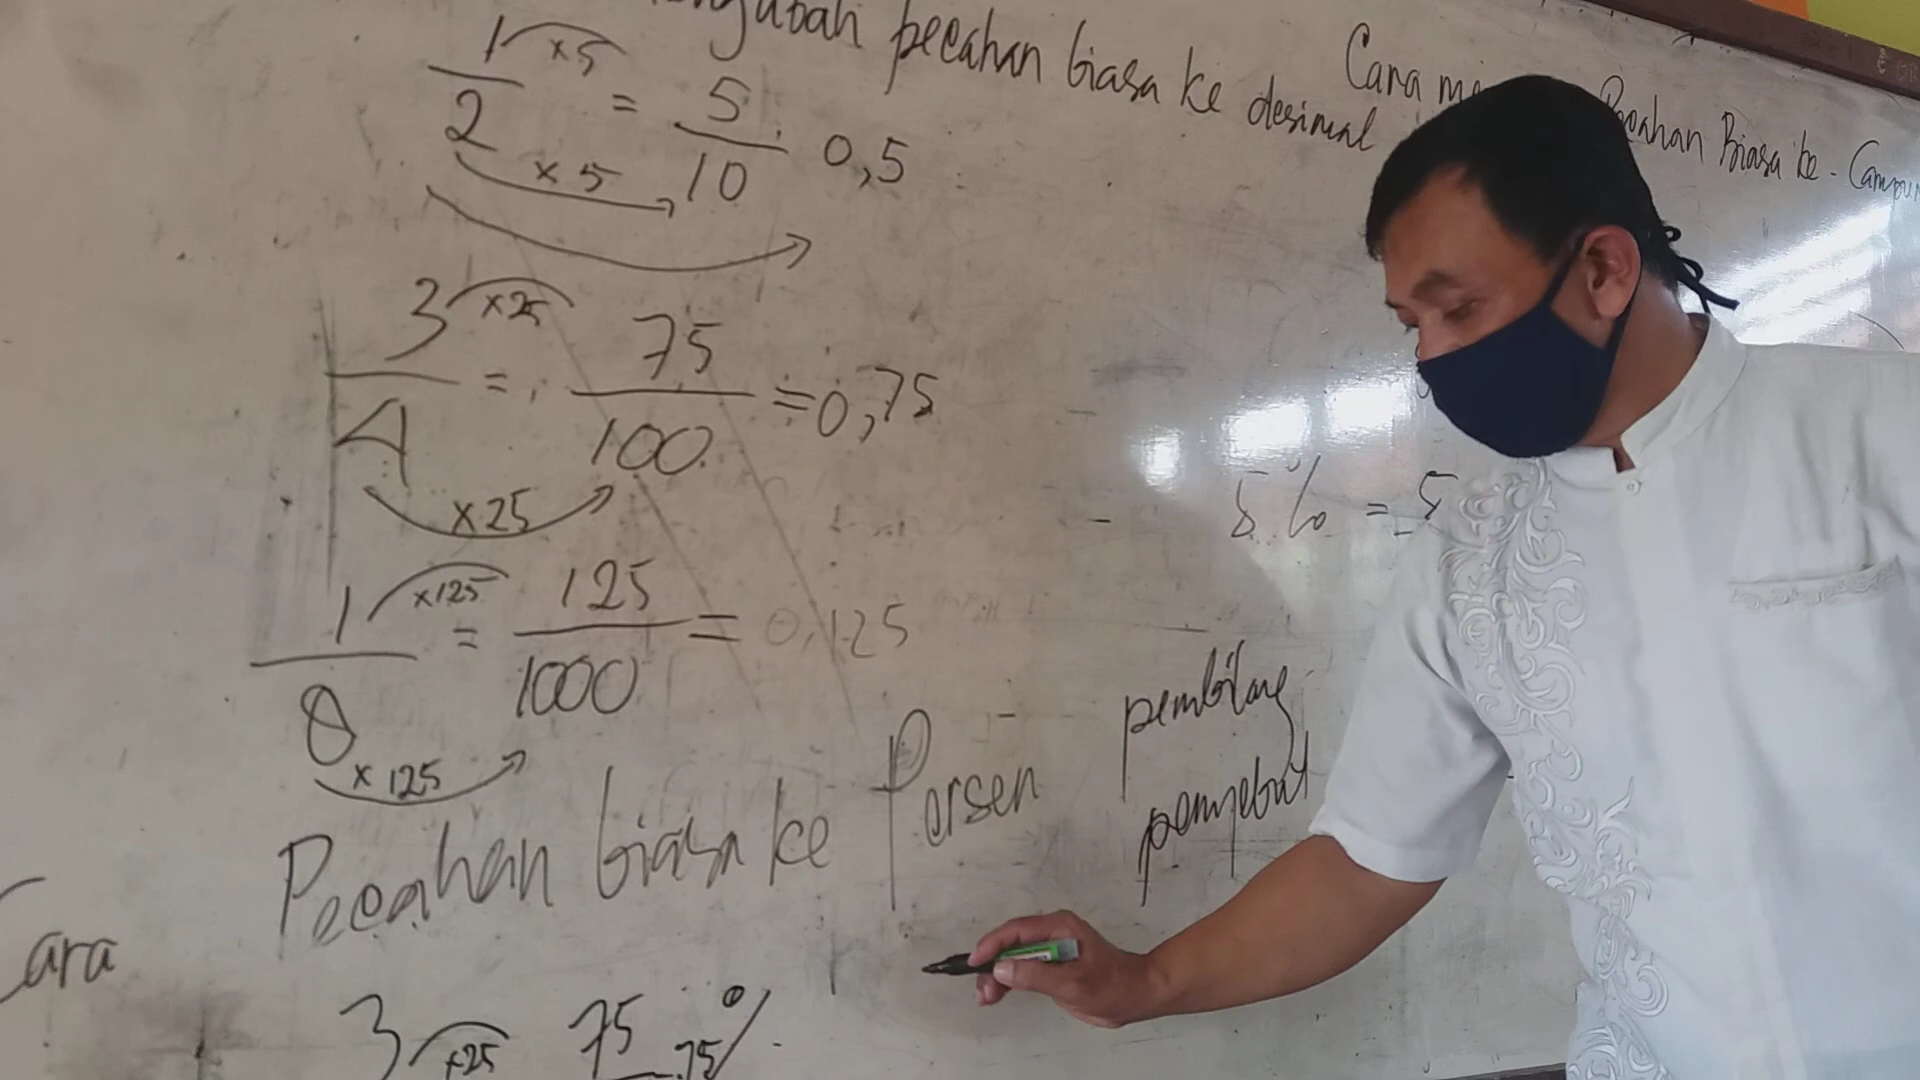 Mengubah pecahan biasa ke desimal
1 ×5
2 ×5
= 5
10
0,5
3 ×25
4 ×25
= 75
100
= 0,75
1 ×125
8 ×125
= 125
1000
= 0,125
Cara Pecahan biasa ke Persen
3 ×25
75
75%
Cara
Pecahan Biasa ke - Campur
5% = 5
pembilang
penyebut